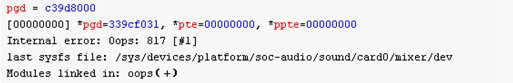 pgd = c39d8000
[00000000] *pgd=339cf031, *pte=00000000, *ppte=00000000
Internal error: Oops: 817 [#1]
last sysfs file: /sys/devices/platform/soc-audio/sound/card0/mixer/dev
Modules linked in: oops(+)